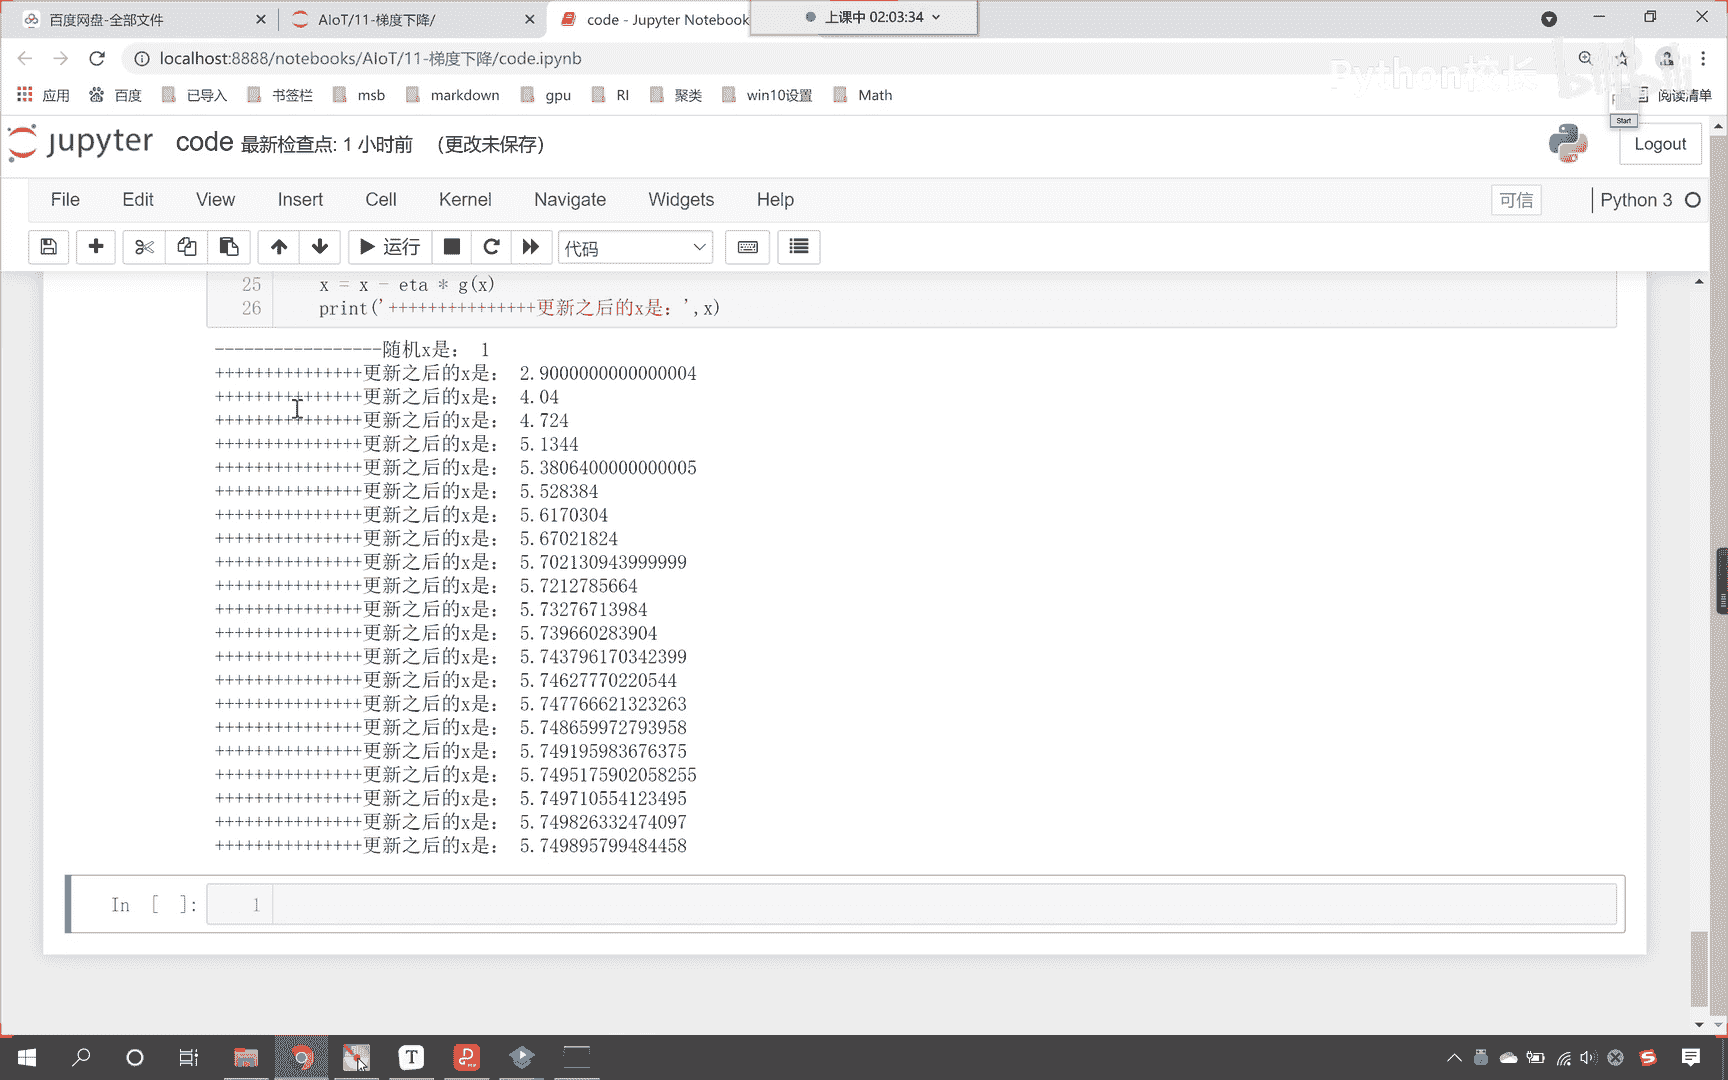 百度网盘-全部文件
AIoT/11-梯度下降/
code - Jupyter Notebook
上课中 02:03:34
localhost:8888/notebooks/AIoT/11-梯度下降/code.ipynb
Python校长 bilibili
应用 百度 已导入 书签栏 msb markdown gpu RI 聚类 win10设置 Math 阅读清单
Start
jupyter code 最新检查点: 1 小时前 (更改未保存)
Logout
File Edit View Insert Cell Kernel Navigate Widgets Help 可信 Python 3
运行 代码
25 x = x - eta * g(x)
26 print('+++++++++++++++更新之后的x是：',x)
-----------------随机x是： 1
+++++++++++++++更新之后的x是： 2.9000000000000004
+++++++++++++++更新之后的x是： 4.04
+++++++++++++++更新之后的x是： 4.724
+++++++++++++++更新之后的x是： 5.1344
+++++++++++++++更新之后的x是： 5.3806400000000005
+++++++++++++++更新之后的x是： 5.528384
+++++++++++++++更新之后的x是： 5.6170304
+++++++++++++++更新之后的x是： 5.67021824
+++++++++++++++更新之后的x是： 5.702130943999999
+++++++++++++++更新之后的x是： 5.7212785664
+++++++++++++++更新之后的x是： 5.73276713984
+++++++++++++++更新之后的x是： 5.739660283904
+++++++++++++++更新之后的x是： 5.743796170342399
+++++++++++++++更新之后的x是： 5.74627770220544
+++++++++++++++更新之后的x是： 5.747766621323263
+++++++++++++++更新之后的x是： 5.748659972793958
+++++++++++++++更新之后的x是： 5.749195983676375
+++++++++++++++更新之后的x是： 5.7495175902058255
+++++++++++++++更新之后的x是： 5.749710554123495
+++++++++++++++更新之后的x是： 5.749826332474097
+++++++++++++++更新之后的x是： 5.749895799484458
In [ ]: 1